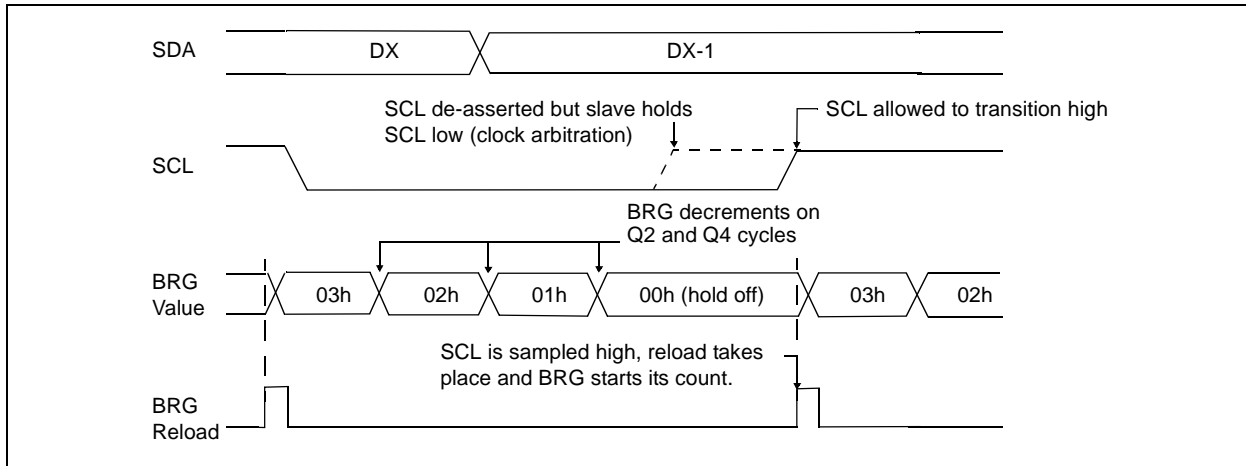 SDA
DX
DX-1
SCL de-asserted but slave holds
SCL low (clock arbitration)
SCL allowed to transition high
SCL
BRG decrements on
Q2 and Q4 cycles
BRG
Value
03h
02h
01h
00h (hold off)
03h
02h
SCL is sampled high, reload takes
place and BRG starts its count.
BRG
Reload